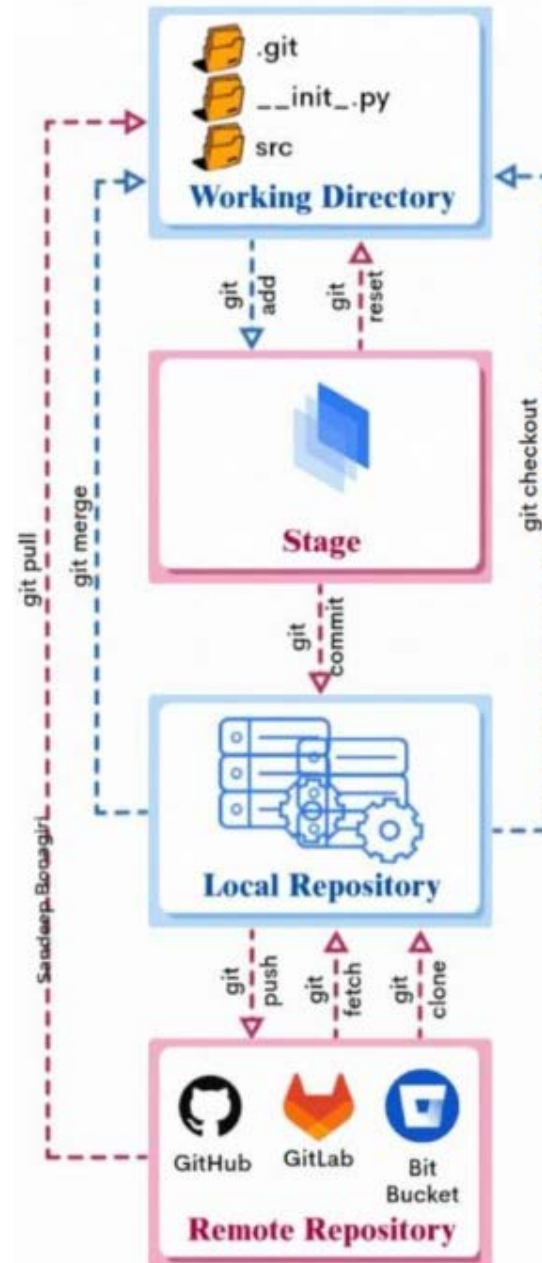 .git
__init_.py
src
Working Directory
git
add
git
reset
Stage
git
commit
git pull
git merge
git checkout
Local Repository
Sandeep Bonagiri
git
push
git
fetch
git
clone
GitHub
GitLab
Bit
Bucket
Remote Repository